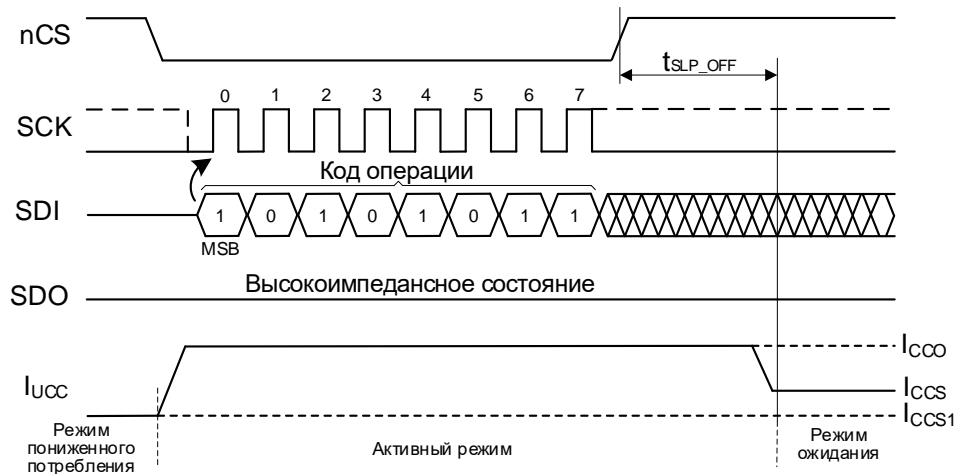 nCS
tSLP_OFF
0 1 2 3 4 5 6 7
SCK
Код операции
SDI
1 0 1 0 1 0 1 1
MSB
Высокоимпедансное состояние
SDO
ICCO
IUCC
ICCS
ICCS1
Режим
пониженного
потребления
Активный режим
Режим
ожидания